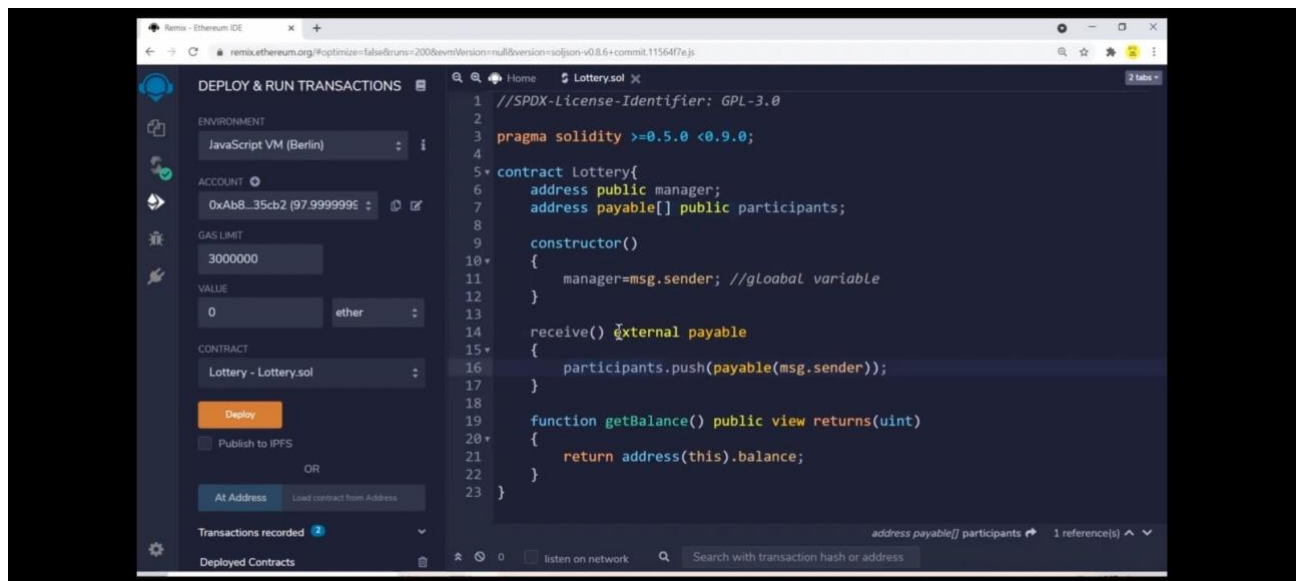 Remix - Ethereum IDE
remix.ethereum.org/#optimize=false&runs=200&evmVersion=null&version=soljson-v0.8.6+commit.11564f7e.js
DEPLOY & RUN TRANSACTIONS
ENVIRONMENT
JavaScript VM (Berlin)
i
ACCOUNT
0xAb8...35cb2 (97.9999999
GAS LIMIT
3000000
VALUE
0 ether
CONTRACT
Lottery - Lottery.sol
Deploy
Publish to IPFS
OR
At Address Load contract from Address
Transactions recorded 2
Deployed Contracts
Home Lottery.sol 2 tabs
1 //SPDX-License-Identifier: GPL-3.0
2
3 pragma solidity >=0.5.0 <0.9.0;
4
5 contract Lottery{
6 address public manager;
7 address payable[] public participants;
8
9 constructor()
10 {
11 manager=msg.sender; //gloabal variable
12 }
13
14 receive() external payable
15 {
16 participants.push(payable(msg.sender));
17 }
18
19 function getBalance() public view returns(uint)
20 {
21 return address(this).balance;
22 }
23 }
address payable[] participants 1 reference(s)
0 listen on network Search with transaction hash or address